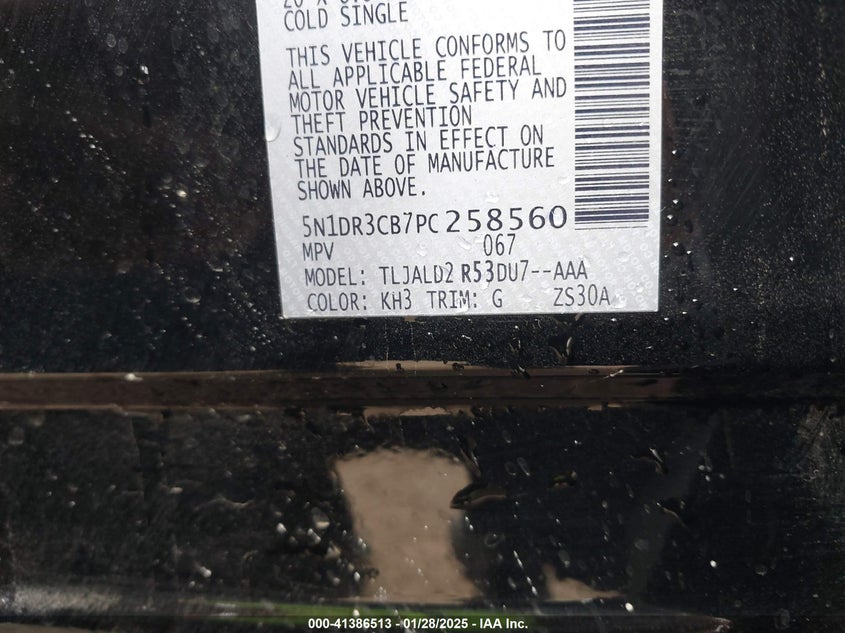 COLD SINGLE
THIS VEHICLE CONFORMS TO
ALL APPLICABLE FEDERAL
MOTOR VEHICLE SAFETY AND
THEFT PREVENTION
STANDARDS IN EFFECT ON
THE DATE OF MANUFACTURE
SHOWN ABOVE.
5N1DR3CB7PC258560
MPV 067
MODEL: TLJALD2 R53DU7--AAA
COLOR: KH3 TRIM: G ZS30A
000-41386513 - 01/28/2025 - IAA Inc.